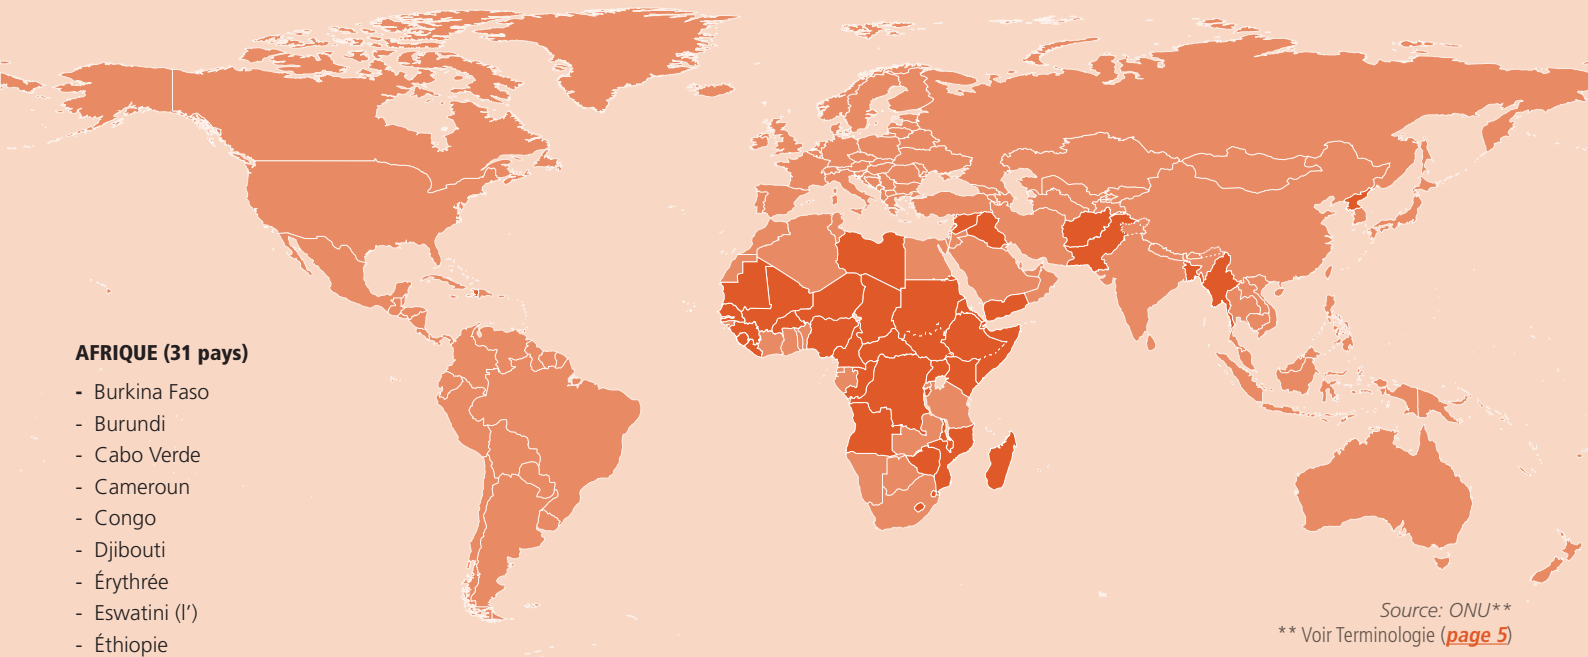 AFRIQUE (31 pays)
- Burkina Faso
- Burundi
- Cabo Verde
- Cameroun
- Congo
- Djibouti
- Érythrée
- Eswatini (l’)
- Éthiopie
Source: ONU**
** Voir Terminologie (page 5)